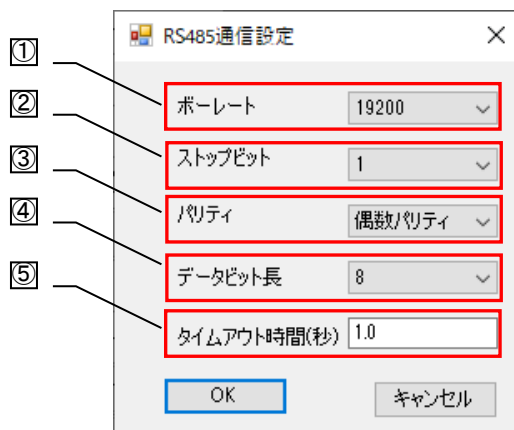 RS485通信設定
① ボーレート 19200
② ストップビット 1
③ パリティ 偶数パリティ
④ データビット長 8
⑤ タイムアウト時間(秒) 1.0
OK キャンセル